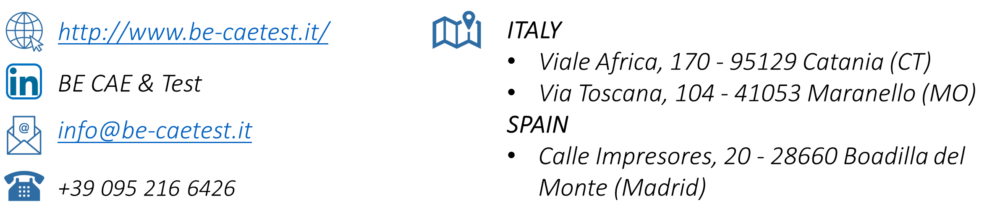 http://www.be-caetest.it/
in
BE CAE & Test
@
info@be-caetest.it
+39 095 216 6426
ITALY
• Viale Africa, 170 - 95129 Catania (CT)
• Via Toscana, 104 - 41053 Maranello (MO)
SPAIN
• Calle Impresores, 20 - 28660 Boadilla del
Monte (Madrid)